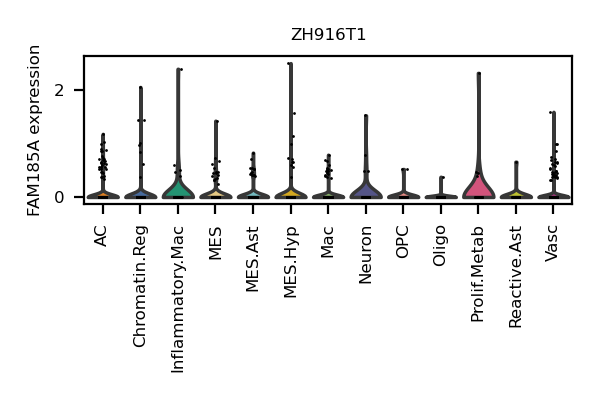 ZH916T1
FAM185A expression
2
0
AC
Chromatin.Reg
Inflammatory.Mac
MES
MES.Ast
MES.Hyp
Mac
Neuron
OPC
Oligo
Prolif.Metab
Reactive.Ast
Vasc